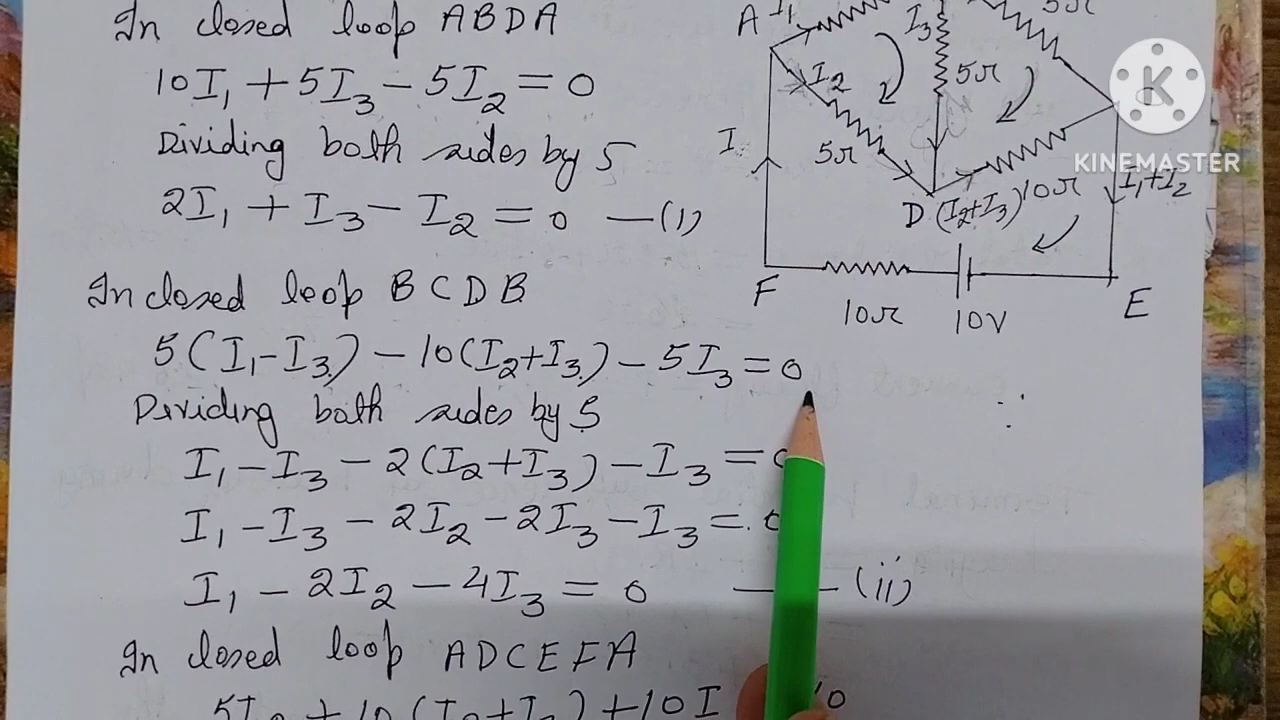 In closed loop ABDA
10I₁ + 5I₃ - 5I₂ = 0
Dividing both sides by 5
2I₁ + I₃ - I₂ = 0 —(i)
In closed loop BCDB
5(I₁-I₃) - 10(I₂+I₃) - 5I₃ = 0
Dividing both sides by 5
I₁ - I₃ - 2(I₂+I₃) - I₃ = 0
I₁ - I₃ - 2I₂ - 2I₃ - I₃ = 0
I₁ - 2I₂ - 4I₃ = 0 — (ii)
In closed loop ADCEFA
A I₁ I₃ 5Ω
I₂ 5Ω
I 5Ω
K
KINEMASTER
D (I₂+I₃) 10Ω I₁+I₂
F 10Ω 10V E